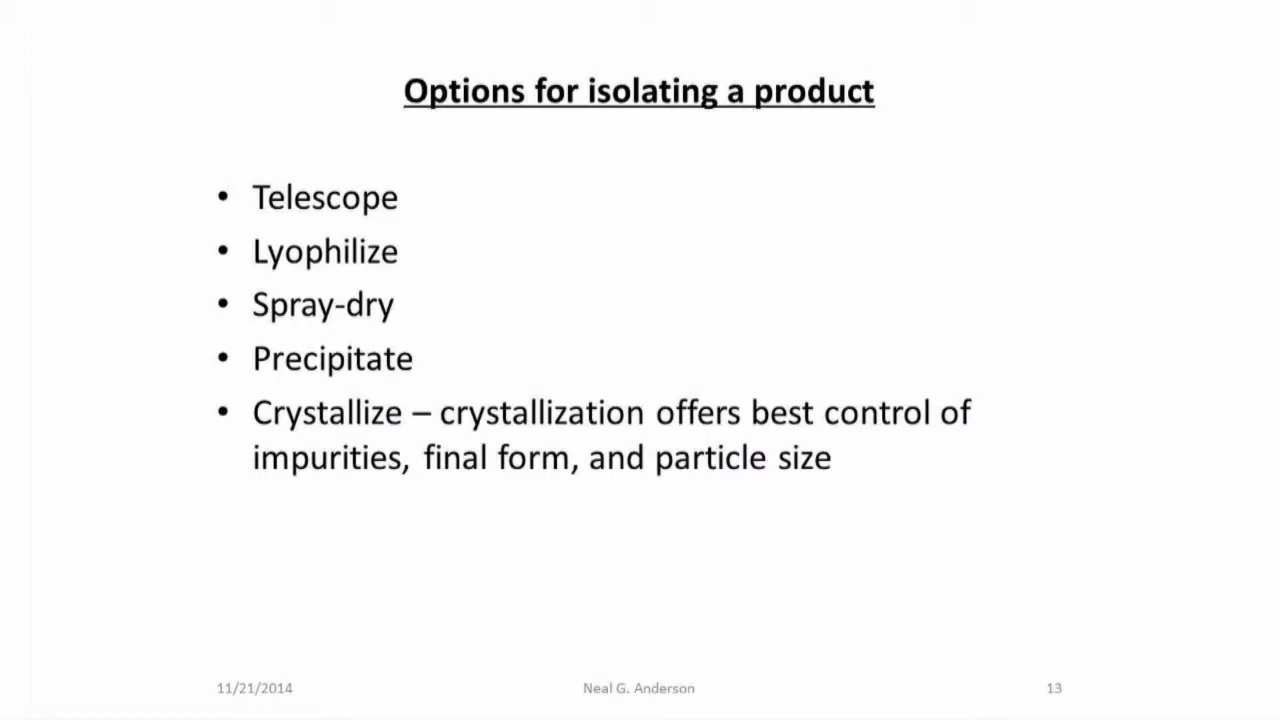 Options for isolating a product
• Telescope
• Lyophilize
• Spray-dry
• Precipitate
• Crystallize – crystallization offers best control of
impurities, final form, and particle size
11/21/2014 Neal G. Anderson 13